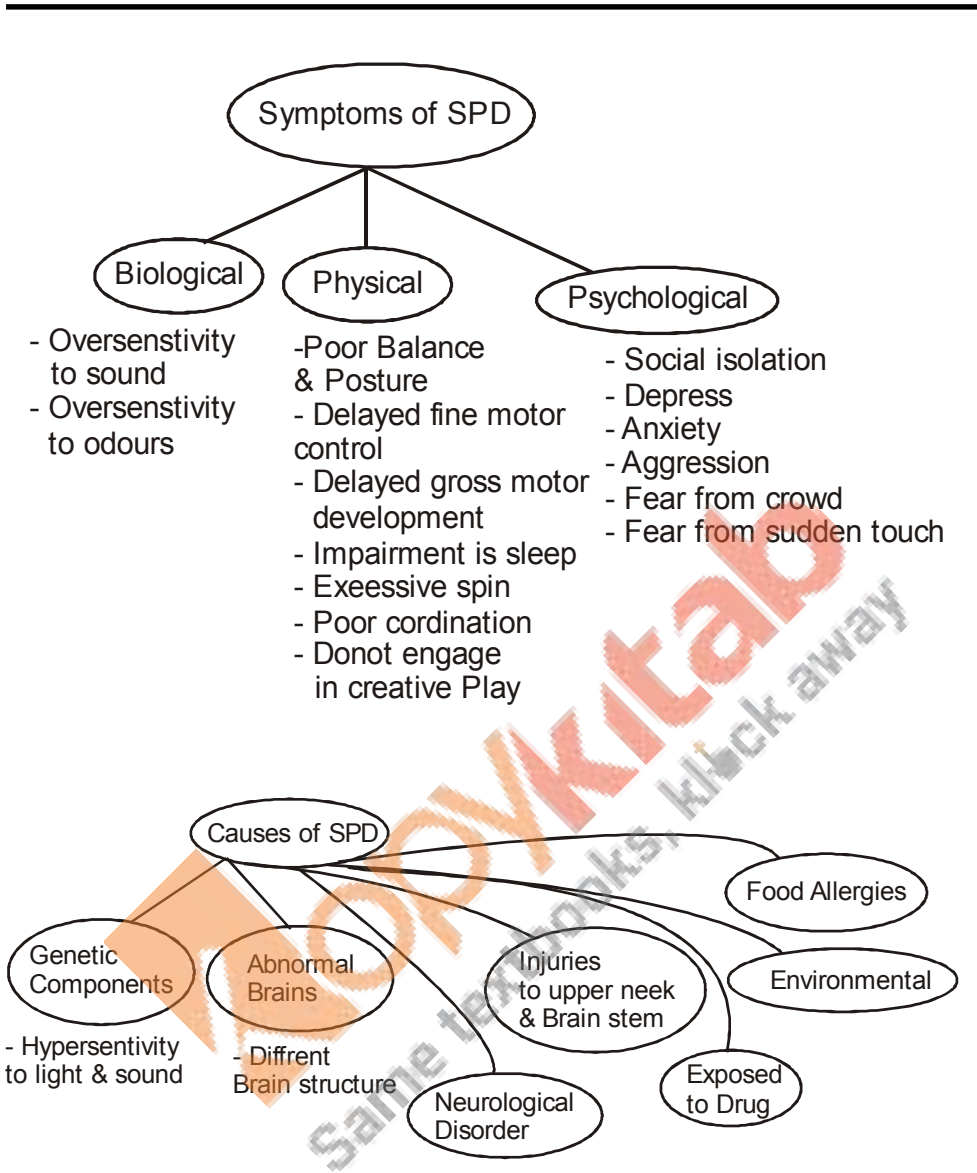 Symptoms of SPD
Biological
- Oversenstivity
to sound
- Oversenstivity
to odours
Physical
-Poor Balance
& Posture
- Delayed fine motor
control
- Delayed gross motor
development
- Impairment is sleep
- Exeessive spin
- Poor cordination
- Donot engage
in creative Play
Psychological
- Social isolation
- Depress
- Anxiety
- Aggression
- Fear from crowd
- Fear from sudden touch
Causes of SPD
Genetic
Components
- Hypersentivity
to light & sound
Abnormal
Brains
- Diffrent
Brain structure
Neurological
Disorder
Injuries
to upper neek
& Brain stem
Exposed
to Drug
Environmental
Food Allergies
kopykitab
Same textbooks, klick away